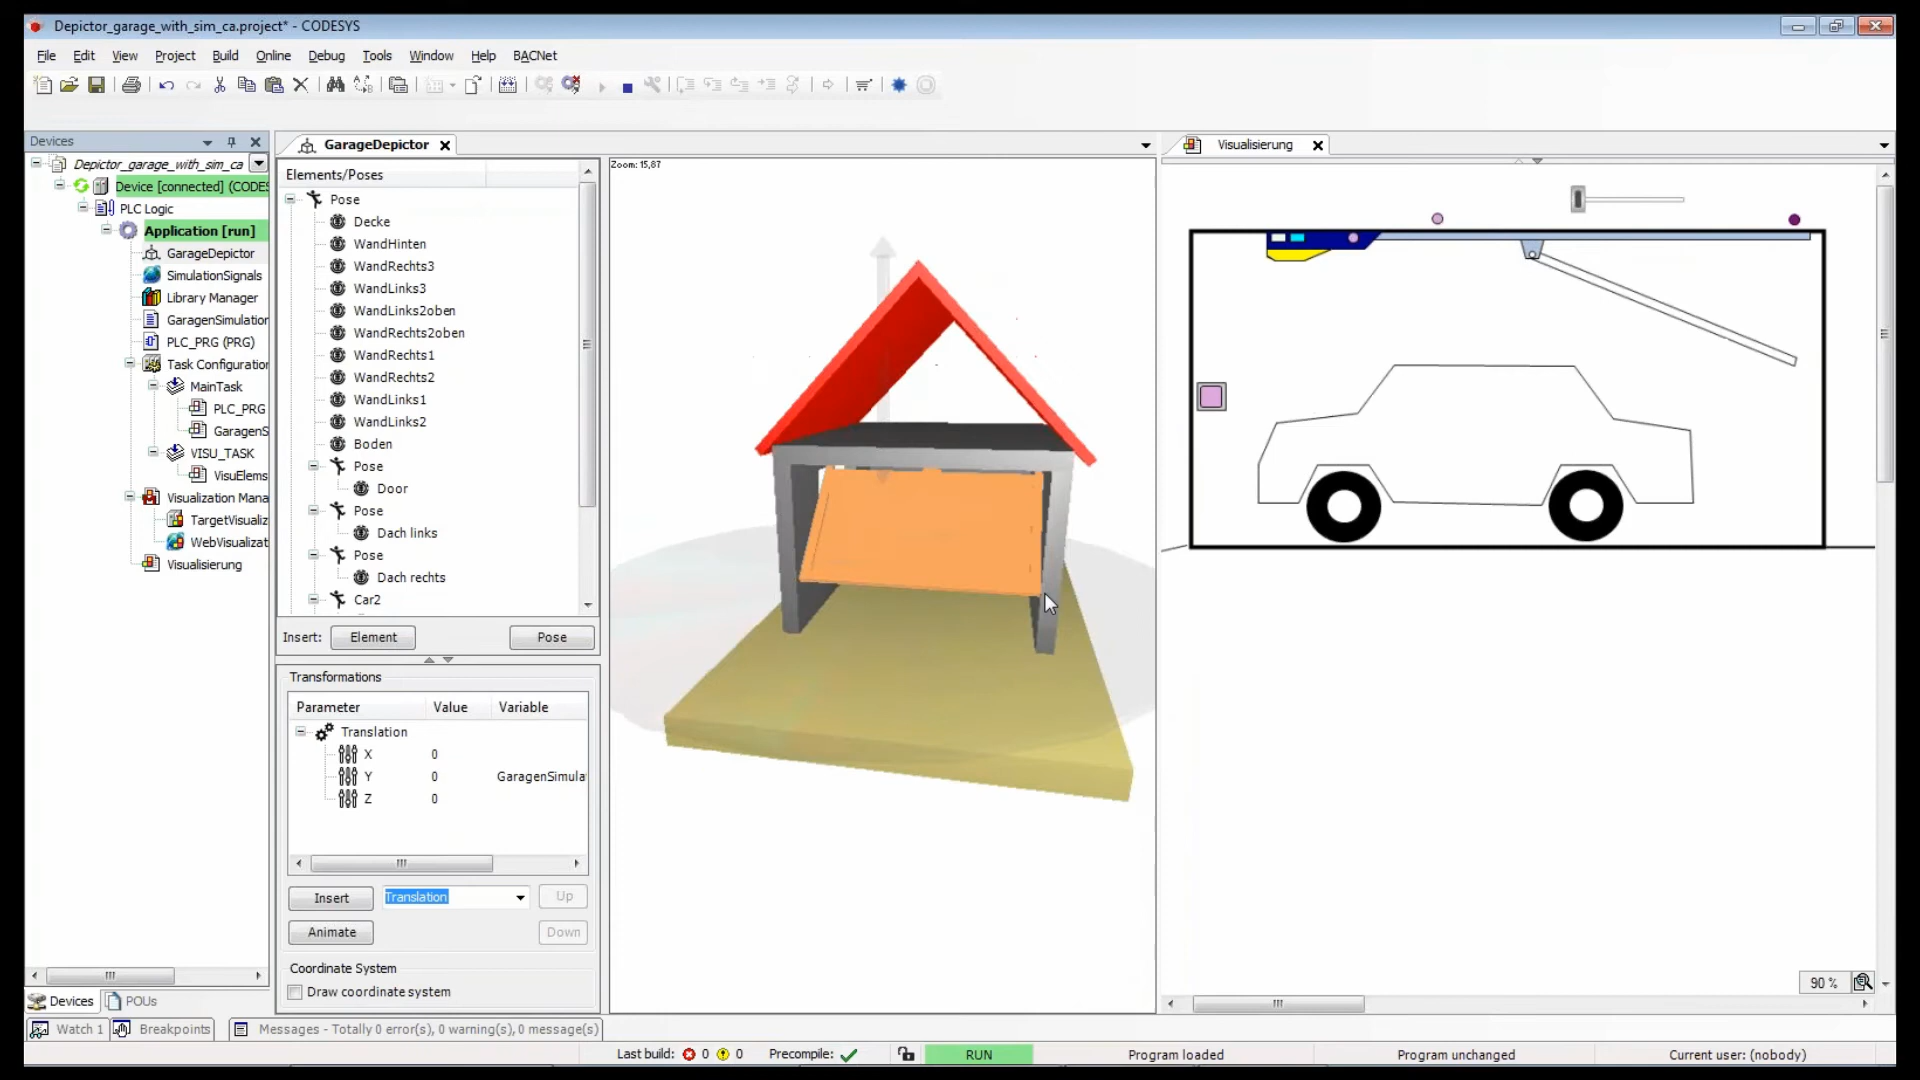 Depictor_garage_with_sim_ca.project* - CODESYS
File Edit View Project Build Online Debug Tools Window Help BACNet
Devices
Depictor_garage_with_sim_ca
Device [connected] (CODES
PLC Logic
Application [run]
GarageDepictor
SimulationSignals
Library Manager
GaragenSimulation
PLC_PRG (PRG)
Task Configuration
MainTask
PLC_PRG
GaragenS
VISU_TASK
VisuElems
Visualization Mana
TargetVisualiz
WebVisualizat
Visualisierung
Devices POUs
GarageDepictor
Elements/Poses
Pose
Decke
WandHinten
WandRechts3
WandLinks3
WandLinks2oben
WandRechts2oben
WandRechts1
WandRechts2
WandLinks1
WandLinks2
Boden
Pose
Door
Pose
Dach links
Pose
Dach rechts
Car2
Insert: Element Pose
Transformations
Parameter Value Variable
Translation
X 0
Y 0 GaragenSimula
Z 0
Insert Translation Up
Animate Down
Coordinate System
Draw coordinate system
Zoom: 15,87
Visualisierung
90 %
Watch 1 Breakpoints Messages - Totally 0 error(s), 0 warning(s), 0 message(s)
Last build: 0 0 Precompile: RUN Program loaded Program unchanged Current user: (nobody)